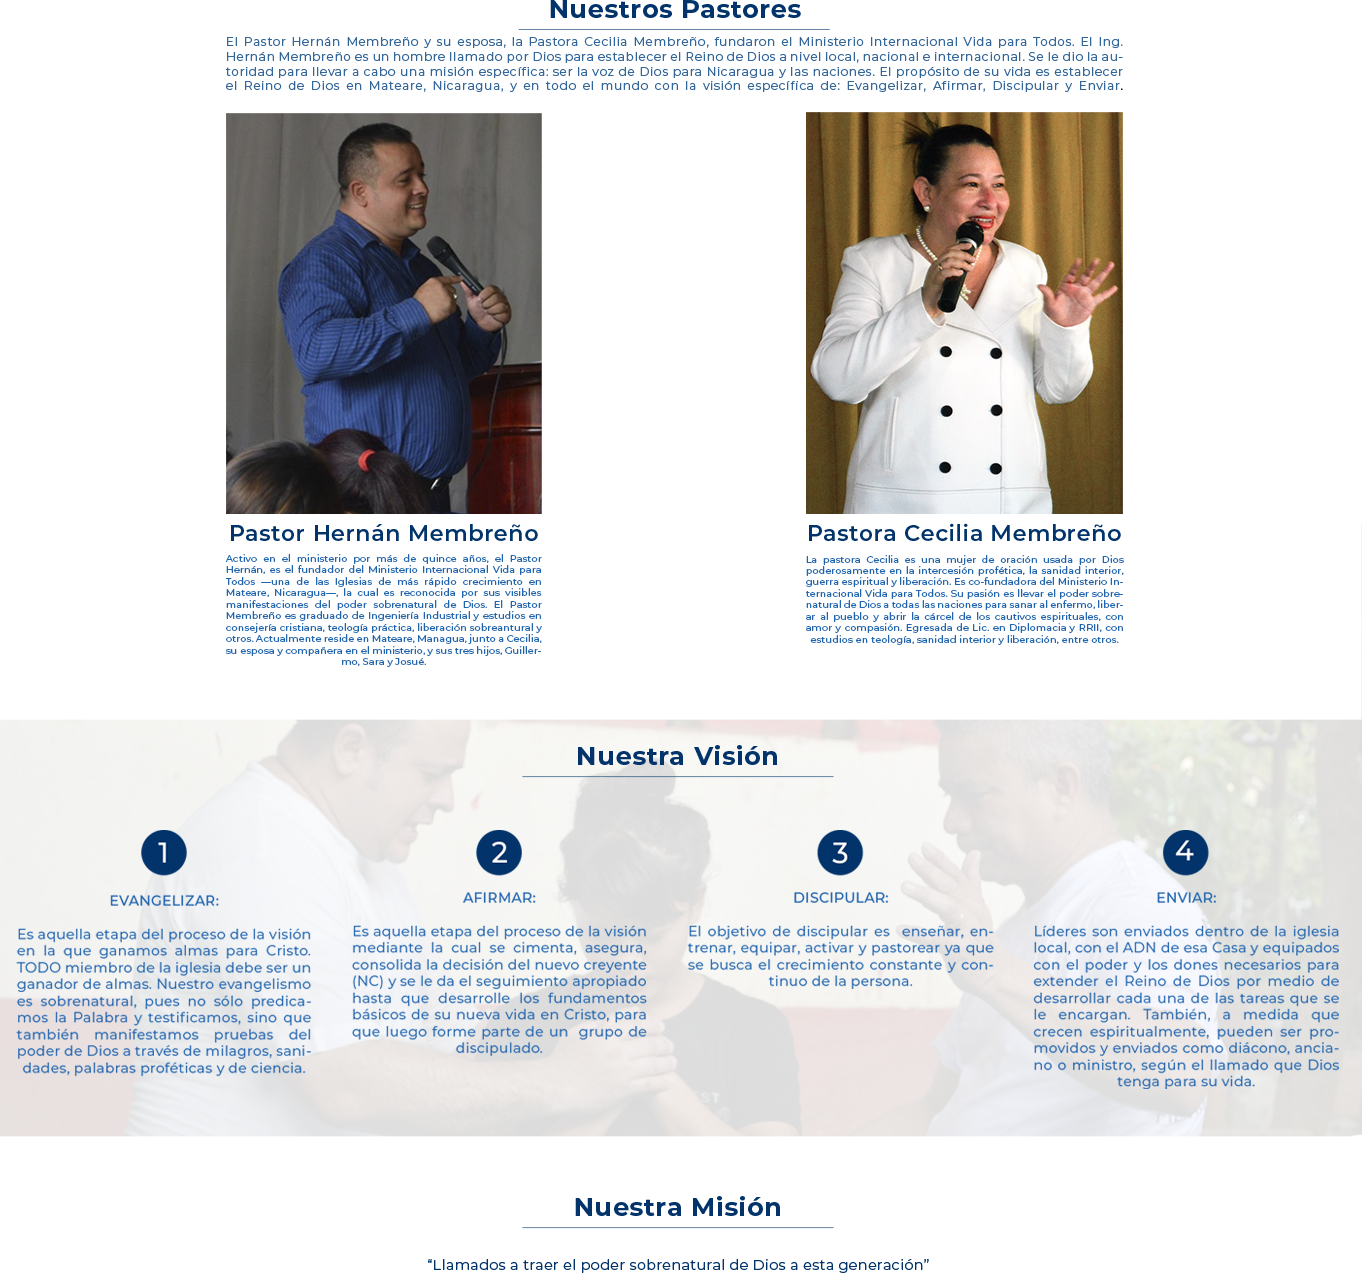 Nuestros Pastores
El Pastor Hernán Membreño y su esposa, la Pastora Cecilia Membreño, fundaron el Ministerio Internacional Vida para Todos. El Ing.
Hernán Membreño es un hombre llamado por Dios para establecer el Reino de Dios a nivel local, nacional e internacional. Se le dio la au-
toridad para llevar a cabo una misión específica: ser la voz de Dios para Nicaragua y las naciones. El propósito de su vida es establecer
el Reino de Dios en Mateare, Nicaragua, y en todo el mundo con la visión específica de: Evangelizar, Afirmar, Discipular y Enviar.
Pastor Hernán Membreño
Activo en el ministerio por más de quince años, el Pastor
Hernán, es el fundador del Ministerio Internacional Vida para
Todos —una de las Iglesias de más rápido crecimiento en
Mateare, Nicaragua—, la cual es reconocida por sus visibles
manifestaciones del poder sobrenatural de Dios. El Pastor
Membreño es graduado de Ingeniería Industrial y estudios en
consejería cristiana, teología práctica, liberación sobreantural y
otros. Actualmente reside en Mateare, Managua, junto a Cecilia,
su esposa y compañera en el ministerio, y sus tres hijos, Guiller-
mo, Sara y Josué.
Pastora Cecilia Membreño
La pastora Cecilia es una mujer de oración usada por Dios
poderosamente en la intercesión profética, la sanidad interior,
guerra espiritual y liberación. Es co-fundadora del Ministerio In-
ternacional Vida para Todos. Su pasión es llevar el poder sobre-
natural de Dios a todas las naciones para sanar al enfermo, liber-
ar al pueblo y abrir la cárcel de los cautivos espirituales, con
amor y compasión. Egresada de Lic. en Diplomacia y RRII, con
estudios en teología, sanidad interior y liberación, entre otros.
Nuestra Visión
1
EVANGELIZAR:
Es aquella etapa del proceso de la visión
en la que ganamos almas para Cristo.
TODO miembro de la iglesia debe ser un
ganador de almas. Nuestro evangelismo
es sobrenatural, pues no sólo predica-
mos la Palabra y testificamos, sino que
también manifestamos pruebas del
poder de Dios a través de milagros, sani-
dades, palabras proféticas y de ciencia.
2
AFIRMAR:
Es aquella etapa del proceso de la visión
mediante la cual se cimenta, asegura,
consolida la decisión del nuevo creyente
(NC) y se le da el seguimiento apropiado
hasta que desarrolle los fundamentos
básicos de su nueva vida en Cristo, para
que luego forme parte de un grupo de
discipulado.
3
DISCIPULAR:
El objetivo de discipular es enseñar, en-
trenar, equipar, activar y pastorear ya que
se busca el crecimiento constante y con-
tinuo de la persona.
4
ENVIAR:
Líderes son enviados dentro de la iglesia
local, con el ADN de esa Casa y equipados
con el poder y los dones necesarios para
extender el Reino de Dios por medio de
desarrollar cada una de las tareas que se
le encargan. También, a medida que
crecen espiritualmente, pueden ser pro-
movidos y enviados como diácono, ancia-
no o ministro, según el llamado que Dios
tenga para su vida.
Nuestra Misión
“Llamados a traer el poder sobrenatural de Dios a esta generación”